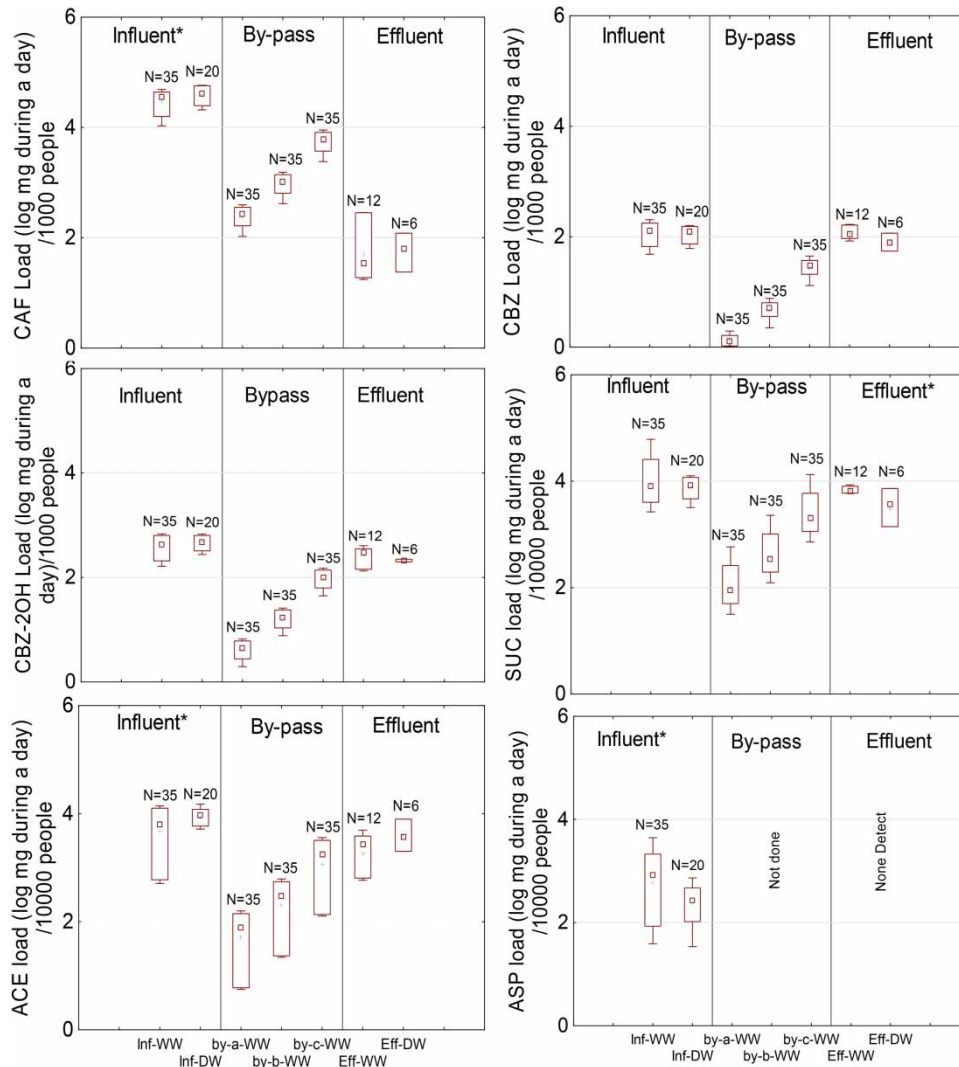 CAF Load (log mg during a day)
/1000 people
6
4
2
0
Influent*
By-pass
Effluent
N=35
N=20
N=35
N=35
N=35
N=12
N=6
CBZ Load (log mg during a day)
/1000 people
6
4
2
0
Influent
By-pass
Effluent
N=35
N=20
N=35
N=35
N=35
N=12
N=6
CBZ-2OH Load (log mg during a
day)/1000 people
6
4
2
0
Influent
Bypass
Effluent
N=35
N=20
N=35
N=35
N=35
N=12
N=6
SUC load (log mg during a day)
/10000 people
6
4
2
0
Influent
By-pass
Effluent*
N=35
N=20
N=35
N=35
N=35
N=12
N=6
ACE load (log mg during a day)
/10000 people
6
4
2
0
Influent*
By-pass
Effluent
N=35
N=20
N=35
N=35
N=35
N=12
N=6
Inf-WW by-a-WW by-c-WW Eff-DW
Inf-DW by-b-WW Eff-WW
ASP load (log mg during a day)
/10000 people
6
4
2
0
Influent*
By-pass
Effluent
N=35
N=20
Not done
None Detect
Inf-WW by-a-WW by-c-WW Eff-DW
Inf-DW by-b-WW Eff-WW